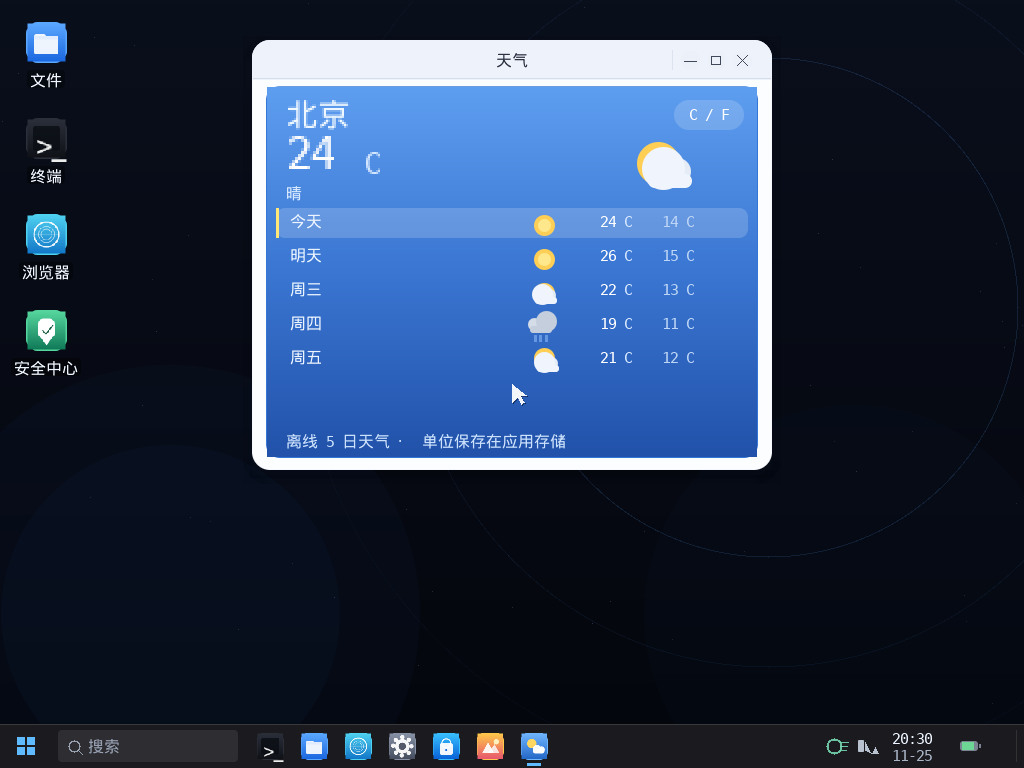 文件
终端
浏览器
安全中心
天气
北京
C / F
24 C
晴
今天 24 C 14 C
明天 26 C 15 C
周三 22 C 13 C
周四 19 C 11 C
周五 21 C 12 C
离线 5 日天气 · 单位保存在应用存储
搜索
20:30
11-25